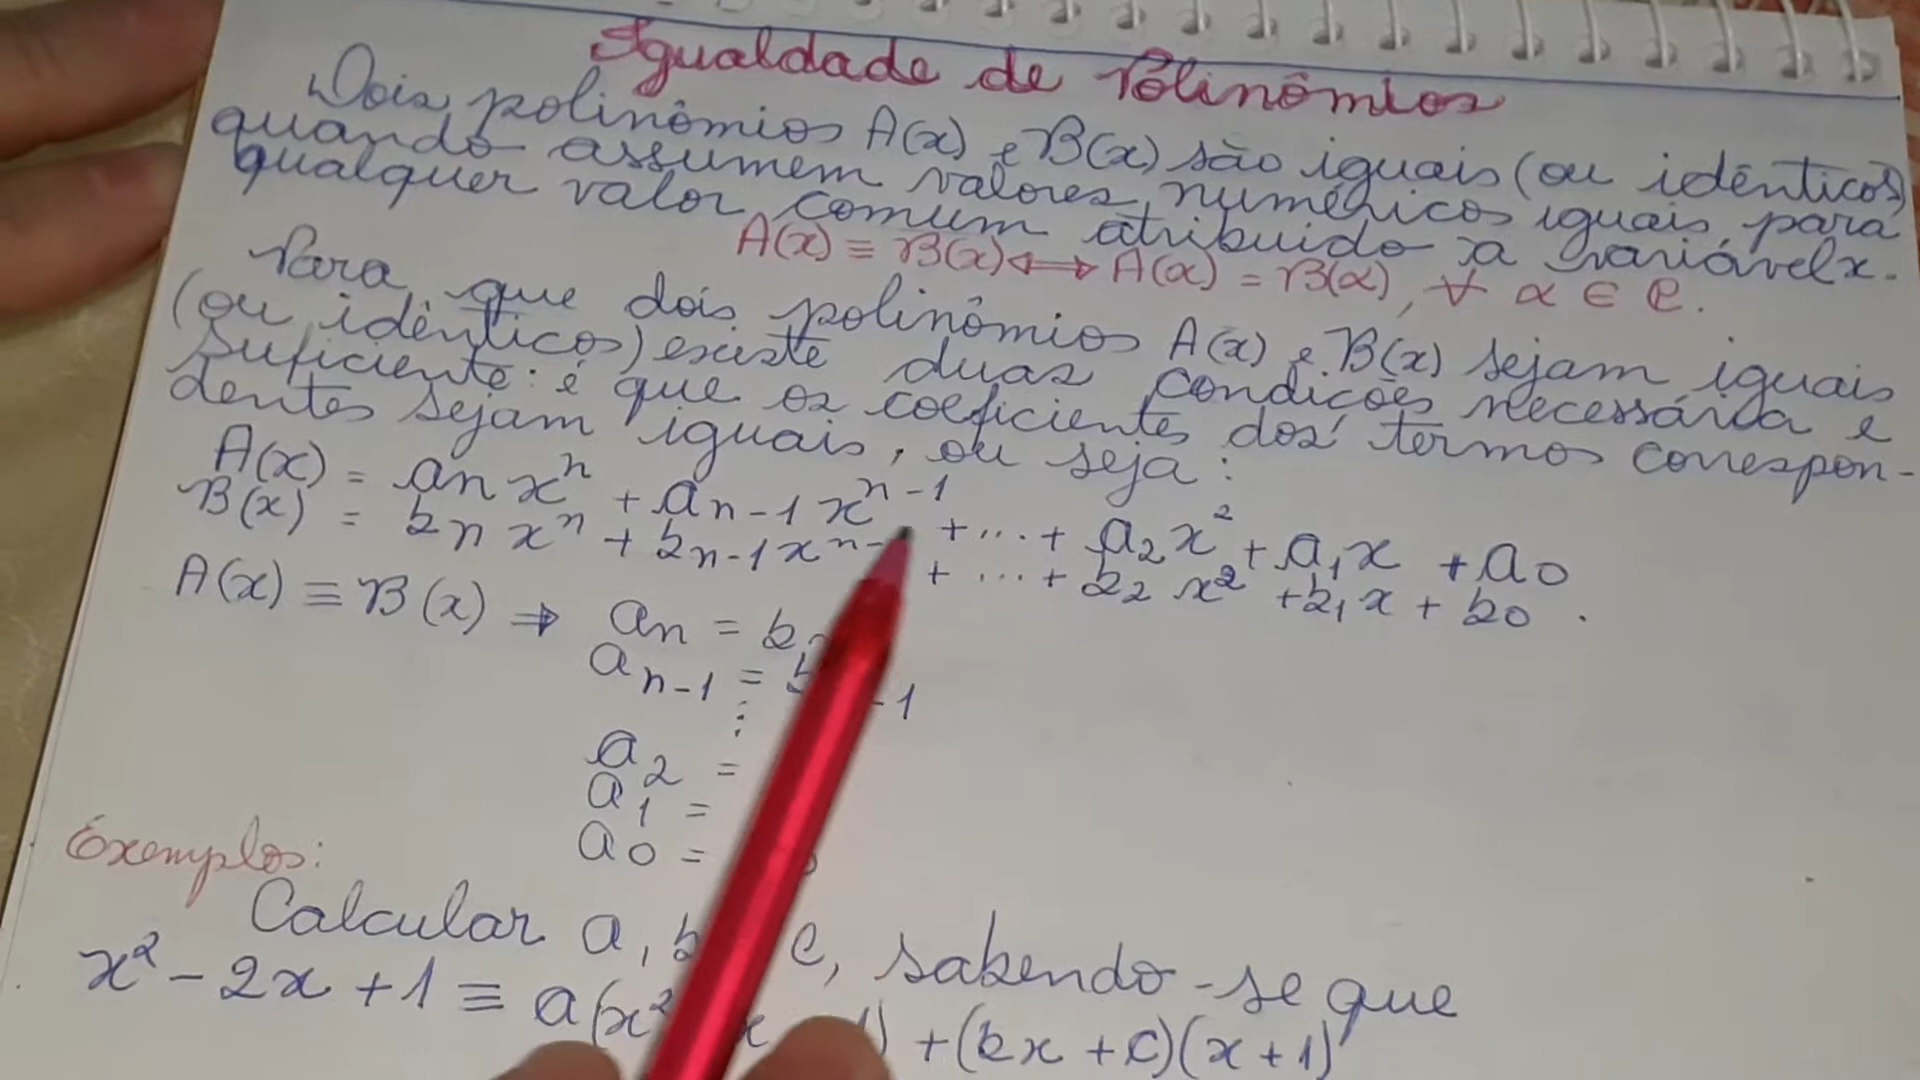 Igualdade de Polinômios
Dois polinômios A(x) e B(x) são iguais (ou idênticos)
quando assumem valores numéricos iguais para
qualquer valor comum atribuido a variável x.
A(x) ≡ B(x) ⟺ A(α) = B(α), ∀ α ∈ C.
Para que dois polinômios A(x) e B(x) sejam iguais
(ou idênticos) existe duas condições necessária e
suficiente: é que os coeficientes dos termos correspon-
dentes sejam iguais, ou seja:
A(x) = aₙxⁿ + aₙ₋₁xⁿ⁻¹ + ... + a₂x² + a₁x + a₀
B(x) = bₙxⁿ + bₙ₋₁xⁿ⁻ + ... + b₂x² + b₁x + b₀.
A(x) ≡ B(x) ⇒ aₙ = b
aₙ₋₁ = b ₋₁
⋮
a₂ =
a₁ =
a₀ =
Exemplos:
Calcular a, b c, sabendo-se que
x² - 2x + 1 ≡ a(x² x 1) + (bx + c)(x+1)